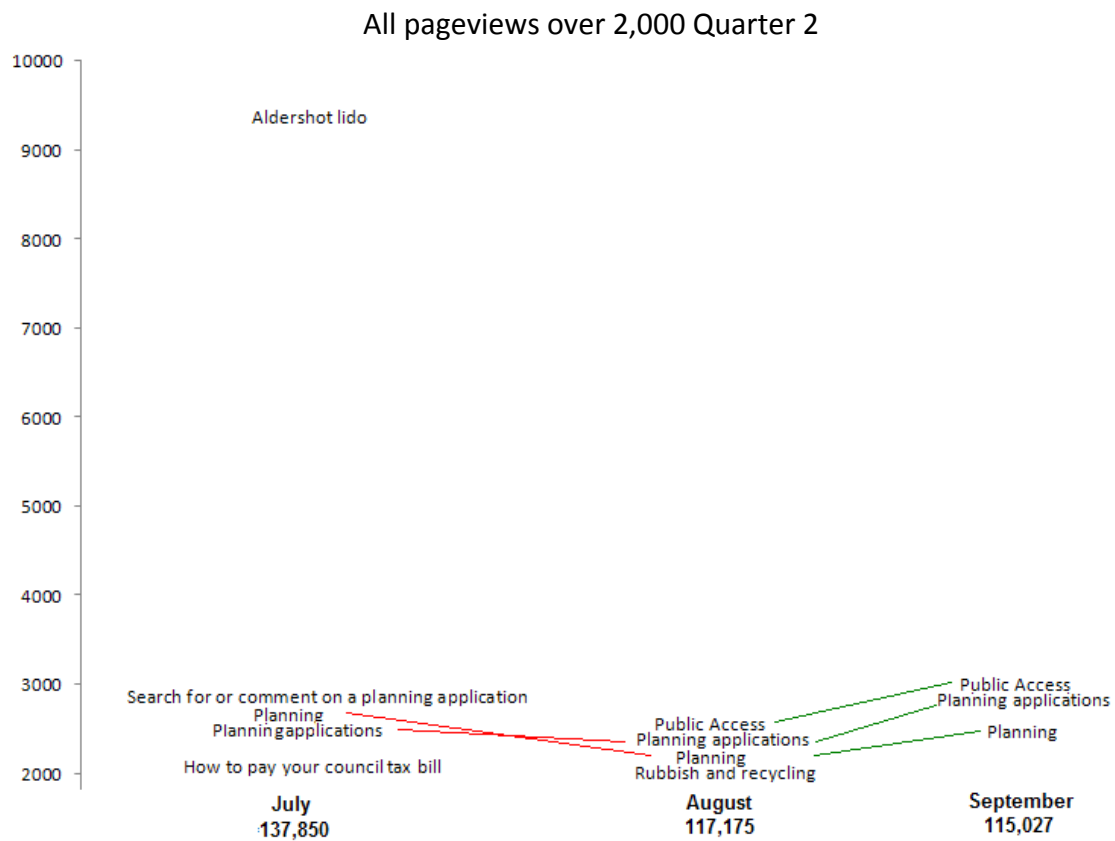 All pageviews over 2,000 Quarter 2
10000
Aldershot lido
9000
8000
7000
6000
5000
4000
3000
Search for or comment on a planning application
Planning
Planning applications
How to pay your council tax bill
Public Access
Planning applications
Planning
Rubbish and recycling
Public Access
Planning applications
Planning
2000
July
137,850
August
117,175
September
115,027